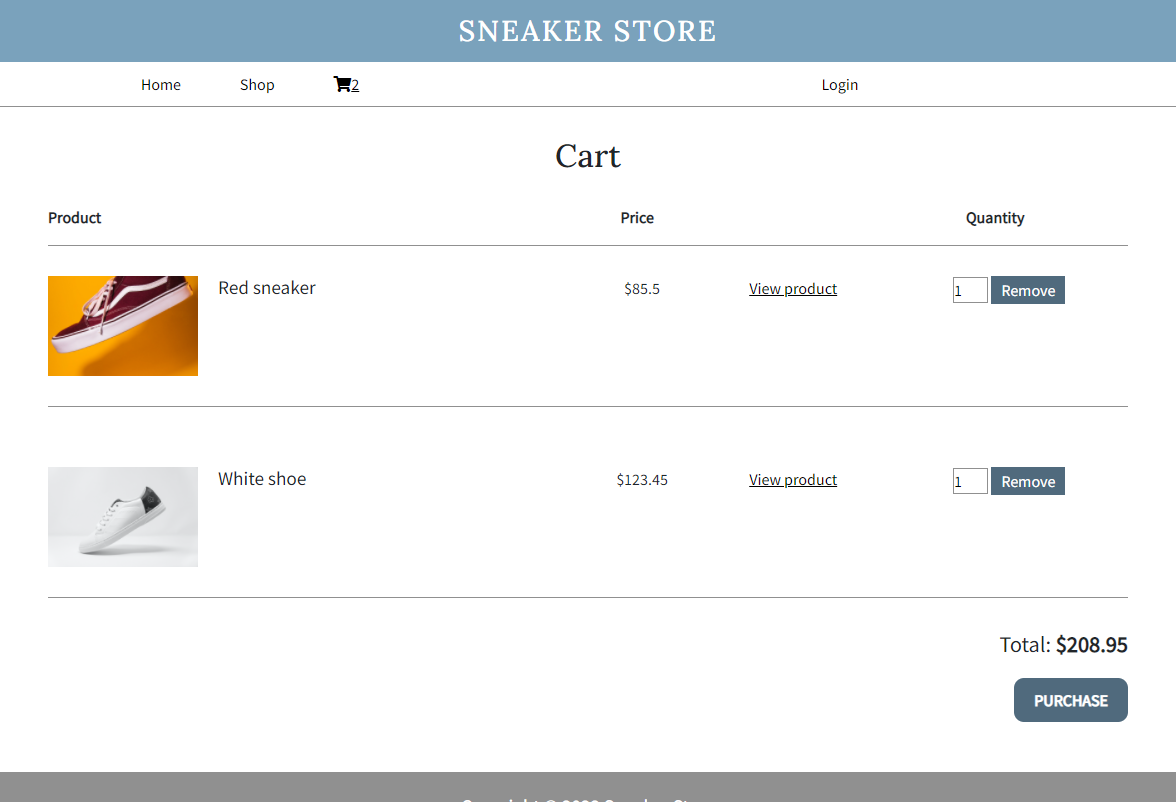 SNEAKER STORE
Home Shop 2 Login
Cart
Product Price Quantity
Red sneaker $85.5 View product 1 Remove
White shoe $123.45 View product 1 Remove
Total: $208.95
PURCHASE